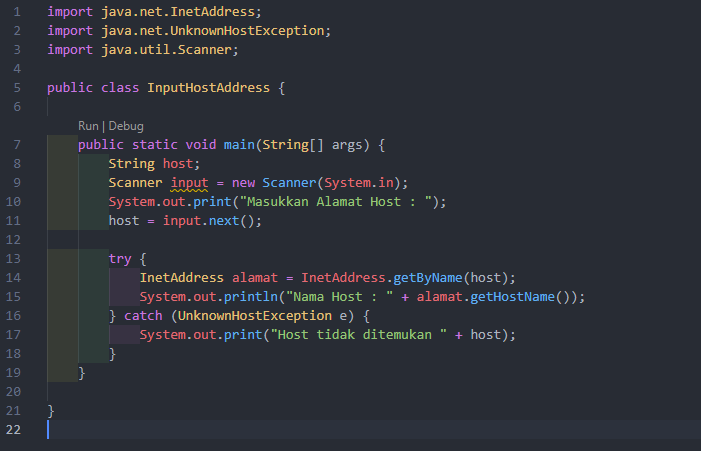 1 import java.net.InetAddress;
2 import java.net.UnknownHostException;
3 import java.util.Scanner;
4
5 public class InputHostAddress {
6
Run | Debug
7 public static void main(String[] args) {
8 String host;
9 Scanner input = new Scanner(System.in);
10 System.out.print("Masukkan Alamat Host : ");
11 host = input.next();
12
13 try {
14 InetAddress alamat = InetAddress.getByName(host);
15 System.out.println("Nama Host : " + alamat.getHostName());
16 } catch (UnknownHostException e) {
17 System.out.print("Host tidak ditemukan " + host);
18 }
19 }
20
21 }
22